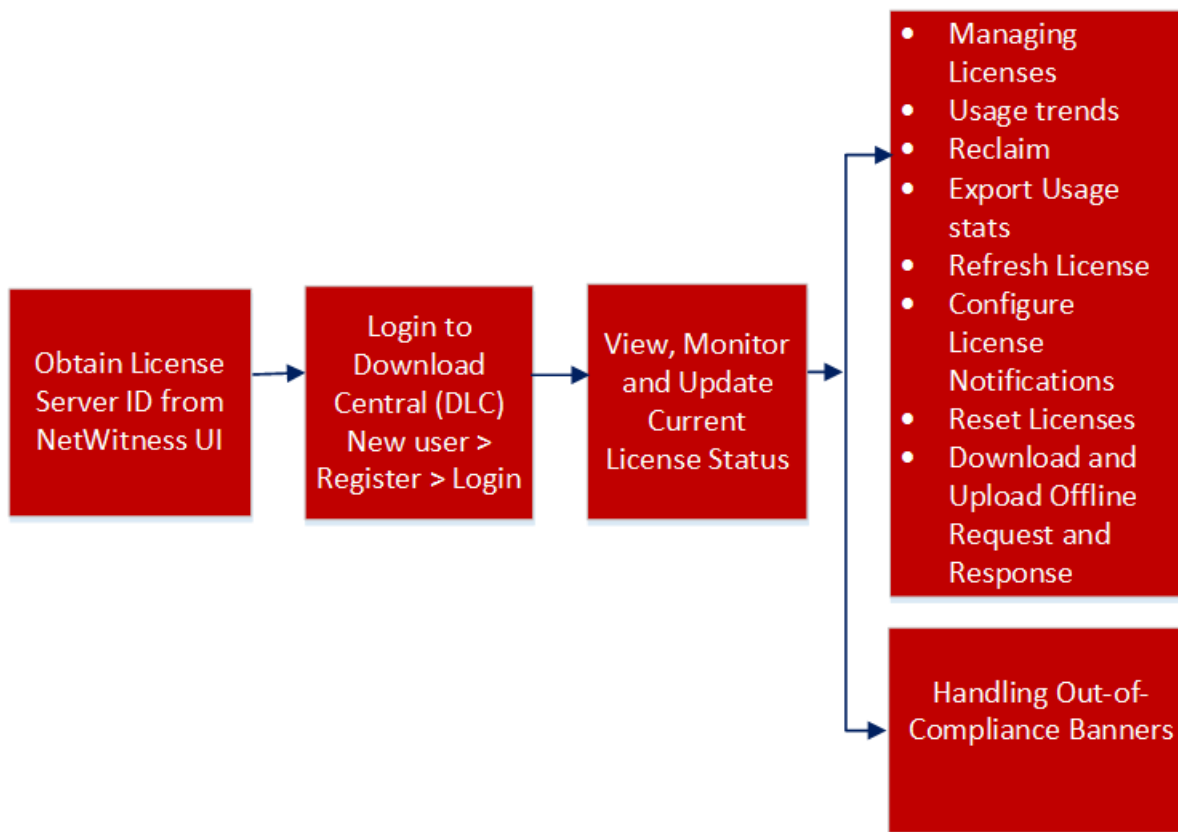 Obtain License
Server ID from
NetWitness UI
Login to
Download
Central (DLC)
New user >
Register > Login
View, Monitor
and Update
Current
License Status
• Managing
Licenses
• Usage trends
• Reclaim
• Export Usage
stats
• Refresh License
• Configure
License
Notifications
• Reset Licenses
• Download and
Upload Offline
Request and
Response
Handling Out-of-
Compliance Banners